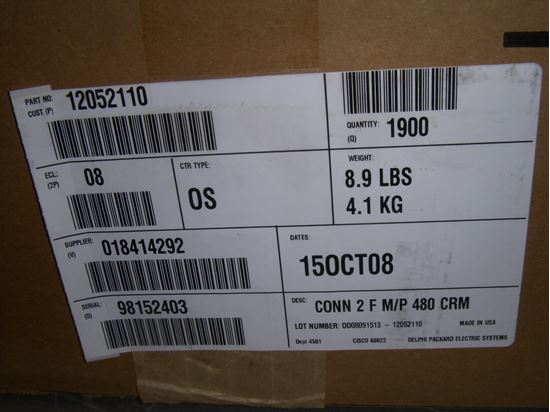 PART NO: 12052110
CUST (P)
QUANTITY: 1900
(Q)
ECL: 08
(2P)
CTR TYPE:
OS
WEIGHT:
8.9 LBS
4.1 KG
SUPPLIER: 018414292
(V)
DATES:
15OCT08
SERIAL: 98152403
(S)
DESC: CONN 2 F M/P 480 CRM
LOT NUMBER: OD08091513 - 12052110 MADE IN USA
4501 CISCO 60022 DELPHI PACKARD ELECTRIC SYSTEMS